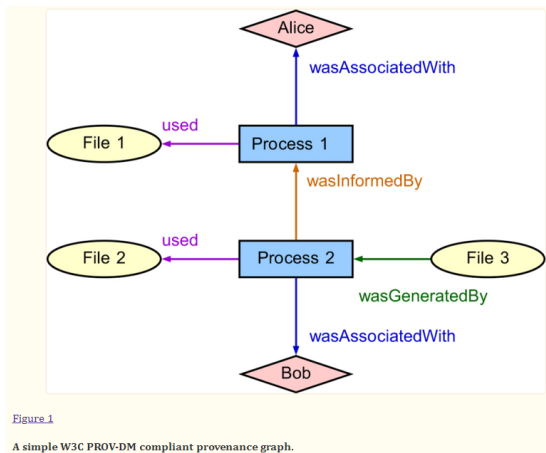 Alice
wasAssociatedWith
used
File 1
Process 1
wasInformedBy
used
File 2
Process 2
File 3
wasGeneratedBy
wasAssociatedWith
Bob
Figure 1
A simple W3C PROV-DM compliant provenance graph.